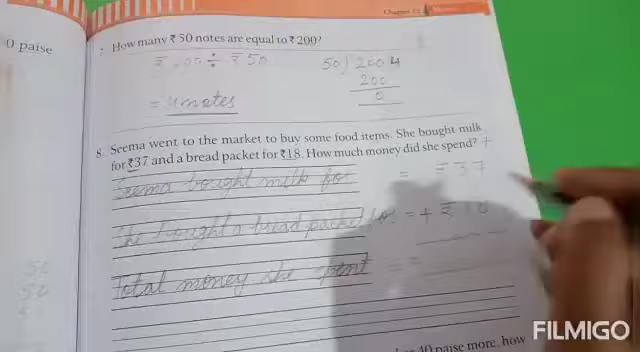 Chapter 12
0 paise
7. How many ₹ 50 notes are equal to ₹ 200?
₹ 200 ÷ ₹ 50
50) 200 4
200
0
= 4 notes
8. Seema went to the market to buy some food items. She bought milk
for ₹37 and a bread packet for ₹18. How much money did she spend?
Seema bought milk for = ₹ 37
She bought a bread packet for = + ₹ 18
Total money she spent =
50
50
40 paise more, how
FILMIGO